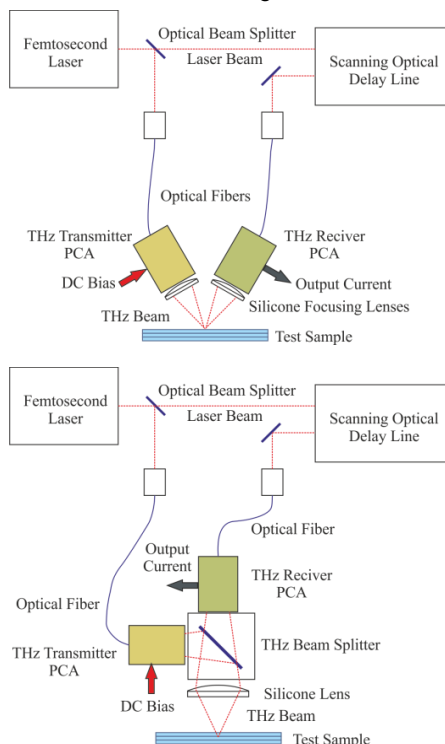 Femtosecond
Laser
Optical Beam Splitter
Laser Beam
Scanning Optical
Delay Line
Optical Fibers
THz Transmitter
PCA
THz Reciver
PCA
DC Bias
Output Current
THz Beam
Silicone Focusing Lenses
Test Sample
Femtosecond
Laser
Optical Beam Splitter
Laser Beam
Scanning Optical
Delay Line
Optical Fiber
Output
Current
THz Reciver
PCA
Optical Fiber
THz Beam Splitter
THz Transmitter
PCA
Silicone Lens
DC Bias
THz Beam
Test Sample